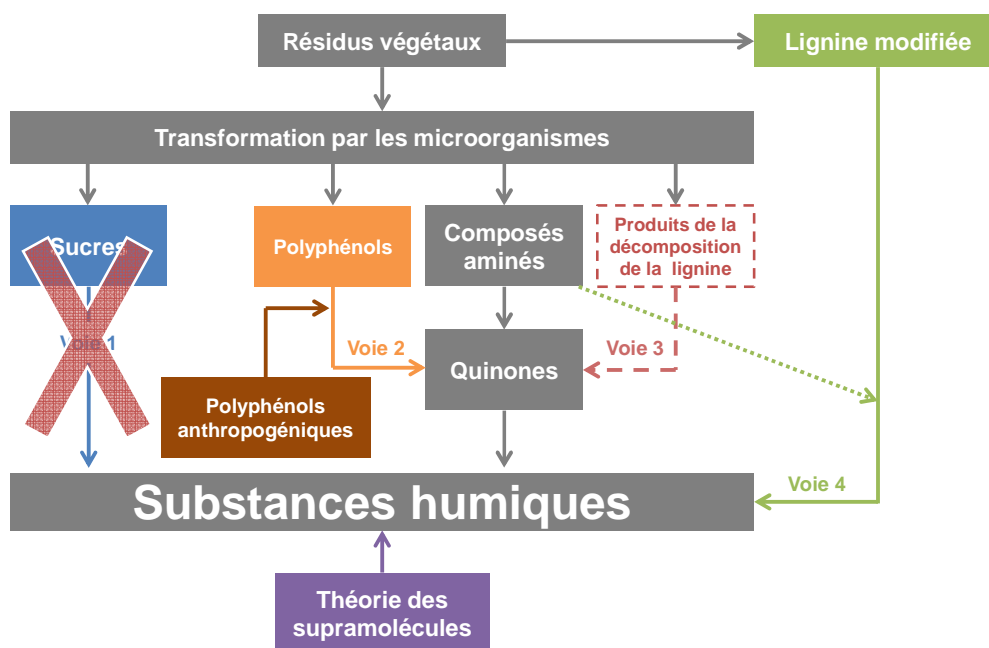 Résidus végétaux
Lignine modifiée
Transformation par les microorganismes
Sucres
Polyphénols
Composés
aminés
Produits de la
décomposition
de la lignine
Voie 1
Voie 2
Voie 3
Quinones
Polyphénols
anthropogéniques
Voie 4
Substances humiques
Théorie des
supramolécules